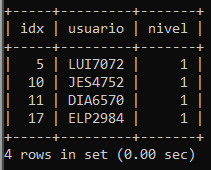 +-----+---------+-------+
| idx | usuario | nivel |
+-----+---------+-------+
|   5 | LUI7072 |     1 |
|  10 | JES4752 |     1 |
|  11 | DIA6570 |     1 |
|  17 | ELP2984 |     1 |
+-----+---------+-------+
4 rows in set (0.00 sec)